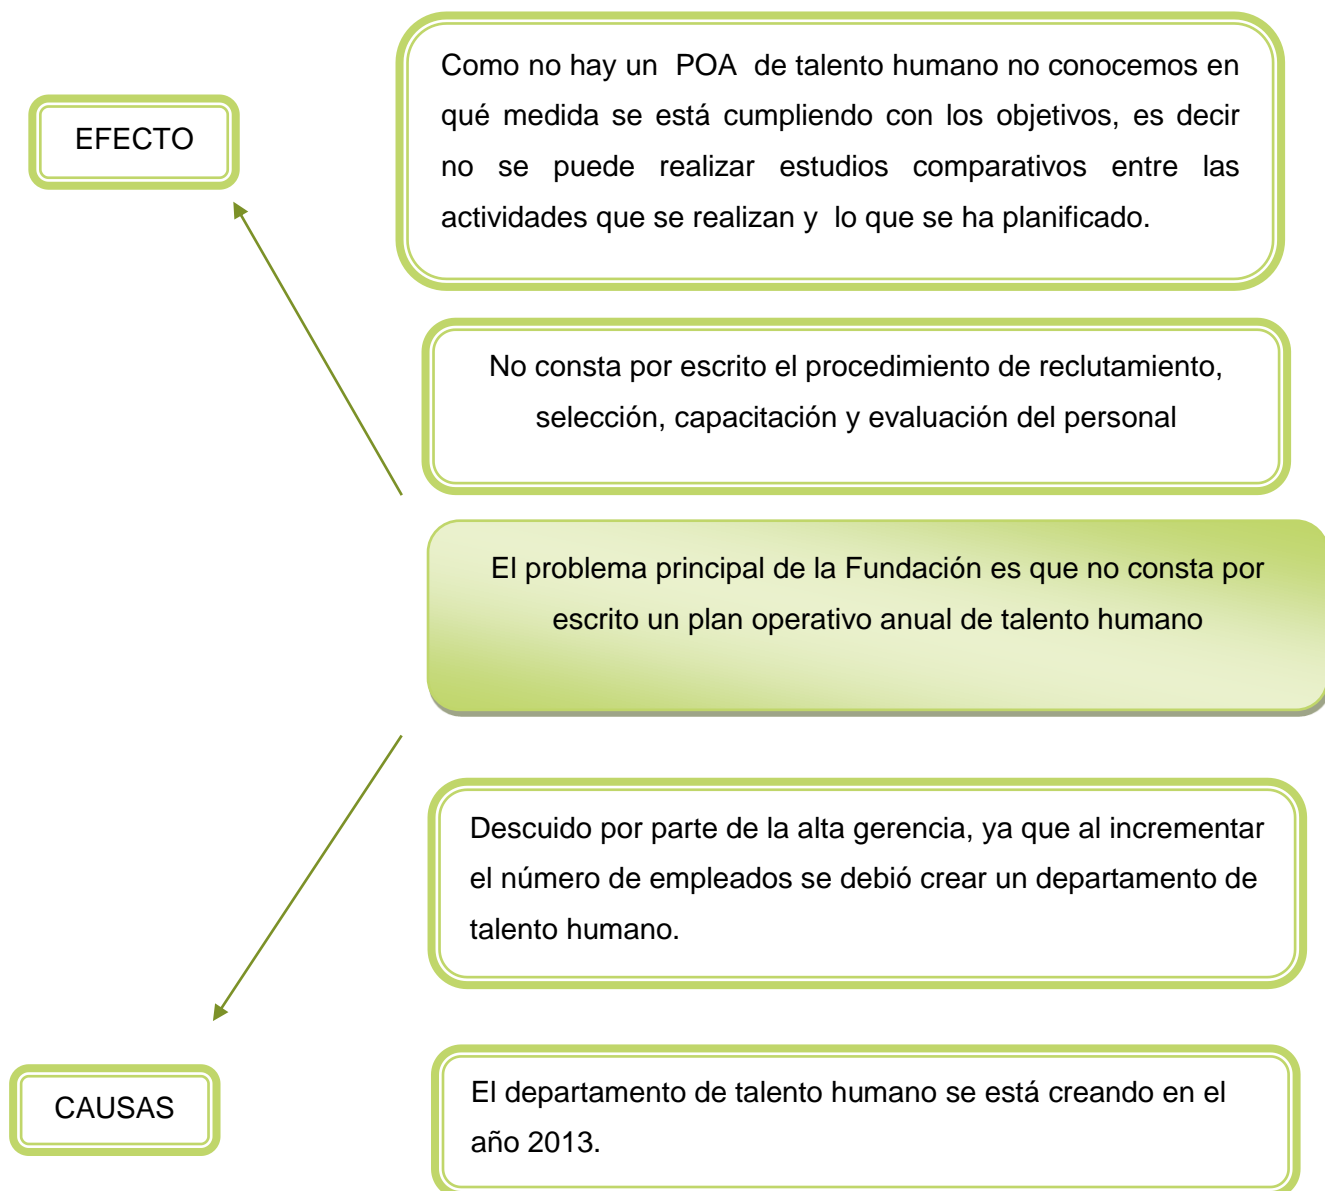 EFECTO
Como no hay un POA de talento humano no conocemos en
qué medida se está cumpliendo con los objetivos, es decir
no se puede realizar estudios comparativos entre las
actividades que se realizan y lo que se ha planificado.
No consta por escrito el procedimiento de reclutamiento,
selección, capacitación y evaluación del personal
El problema principal de la Fundación es que no consta por
escrito un plan operativo anual de talento humano
Descuido por parte de la alta gerencia, ya que al incrementar
el número de empleados se debió crear un departamento de
talento humano.
CAUSAS
El departamento de talento humano se está creando en el
año 2013.